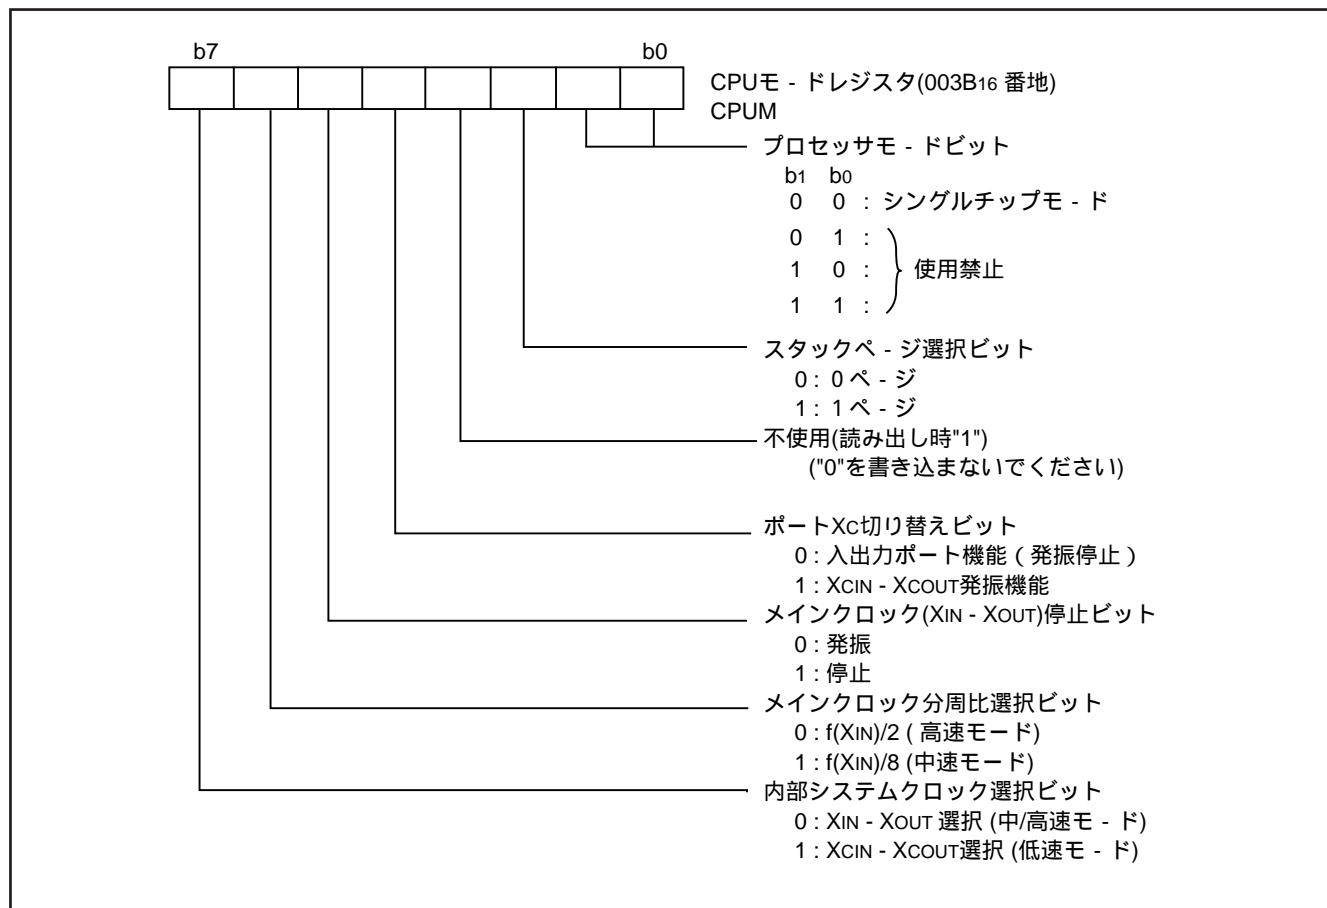 b7 b0
CPUモ - ドレジスタ(003B16 番地)
CPUM
プロセッサモ - ドビット
b1 b0
0 0 : シングルチップモ - ド
0 1 :
1 0 : 使用禁止
1 1 :
スタックペ - ジ選択ビット
0 : 0 ペ - ジ
1 : 1 ペ - ジ
不使用(読み出し時"1")
("0"を書き込まないでください)
ポートXC切り替えビット
0 : 入出力ポート機能 ( 発振停止 )
1 : XCIN - XCOUT発振機能
メインクロック(XIN - XOUT)停止ビット
0 : 発振
1 : 停止
メインクロック分周比選択ビット
0 : f(XIN)/2 ( 高速モード)
1 : f(XIN)/8 (中速モード)
内部システムクロック選択ビット
0 : XIN - XOUT 選択 (中/高速モ - ド)
1 : XCIN - XCOUT選択 (低速モ - ド)